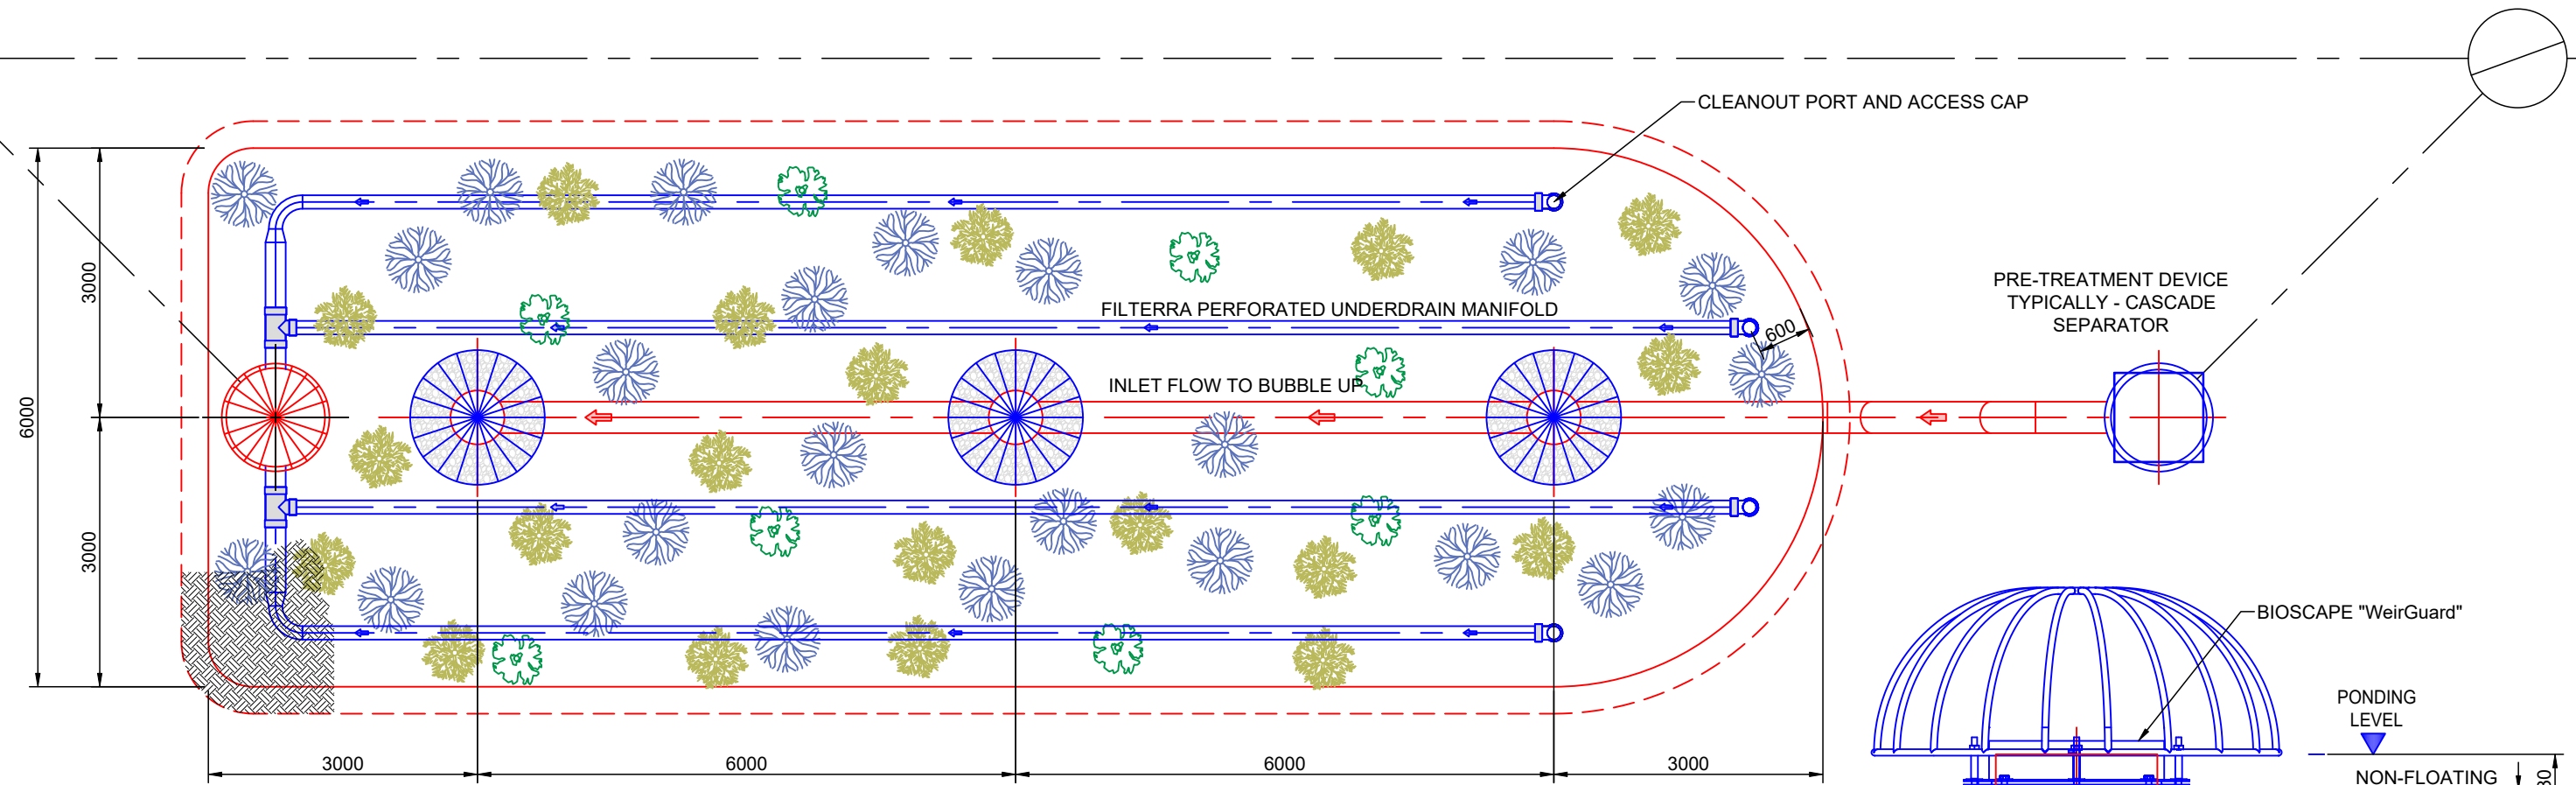 CLEANOUT PORT AND ACCESS CAP
3000
6000
3000
FILTERRA PERFORATED UNDERDRAIN MANIFOLD
600
INLET FLOW TO BUBBLE UP
PRE-TREATMENT DEVICE
TYPICALLY - CASCADE
SEPARATOR
BIOSCAPE "WeirGuard"
PONDING
LEVEL
NON-FLOATING
3000
6000
6000
3000